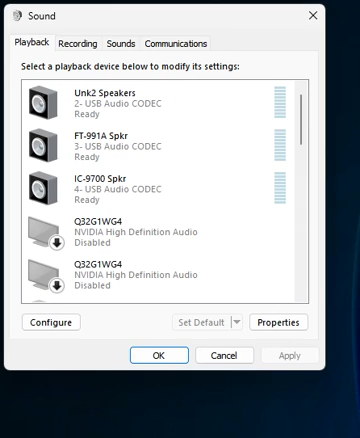 Sound
Playback Recording Sounds Communications
Select a playback device below to modify its settings:
Unk2 Speakers
2- USB Audio CODEC
Ready
FT-991A Spkr
3- USB Audio CODEC
Ready
IC-9700 Spkr
4- USB Audio CODEC
Ready
Q32G1WG4
NVIDIA High Definition Audio
Disabled
Q32G1WG4
NVIDIA High Definition Audio
Disabled
Configure Set Default Properties
OK Cancel Apply